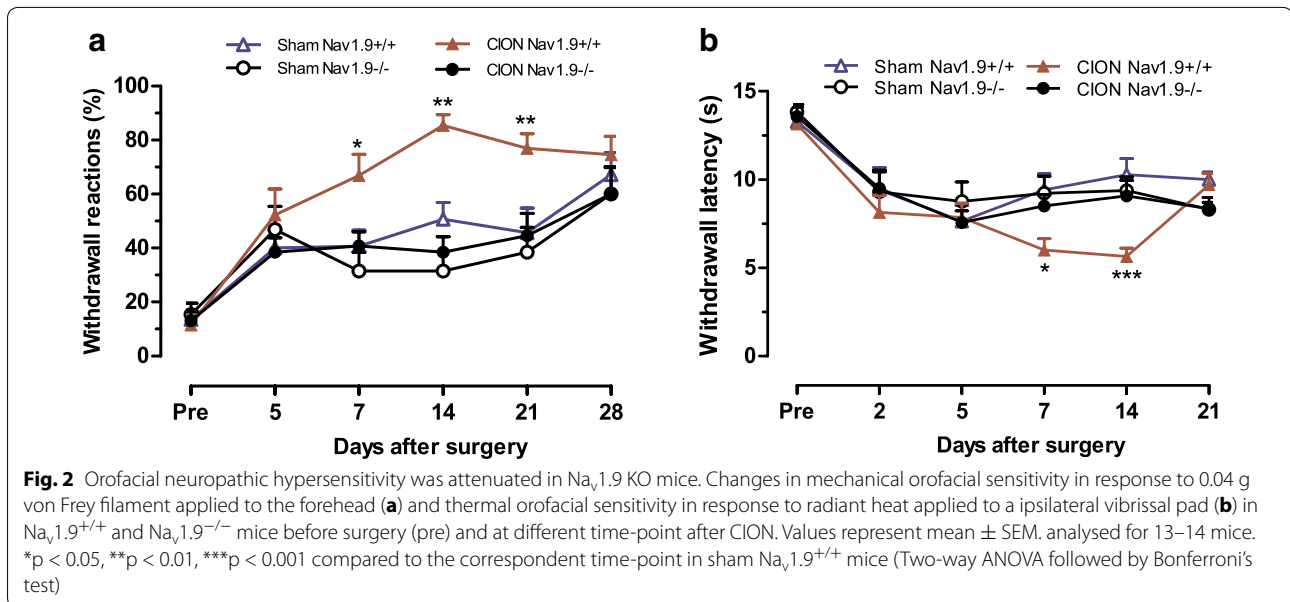 a
Sham Nav1.9+/+ CION Nav1.9+/+
Sham Nav1.9-/- CION Nav1.9-/-
Withdrawall reactions (%)
100
80
60
40
20
0
* ** **
Pre 5 7 14 21 28
Days after surgery
b
Sham Nav1.9+/+ CION Nav1.9+/+
Sham Nav1.9-/- CION Nav1.9-/-
Withdrawall latency (s)
15
10
5
0
* ***
Pre 2 5 7 14 21
Days after surgery
Fig. 2 Orofacial neuropathic hypersensitivity was attenuated in Naᵥ1.9 KO mice. Changes in mechanical orofacial sensitivity in response to 0.04 g
von Frey filament applied to the forehead (a) and thermal orofacial sensitivity in response to radiant heat applied to a ipsilateral vibrissal pad (b) in
Naᵥ1.9⁺/⁺ and Naᵥ1.9⁻/⁻ mice before surgery (pre) and at different time-point after CION. Values represent mean ± SEM. analysed for 13–14 mice.
*p < 0.05, **p < 0.01, ***p < 0.001 compared to the correspondent time-point in sham Naᵥ1.9⁺/⁺ mice (Two-way ANOVA followed by Bonferroni’s
test)